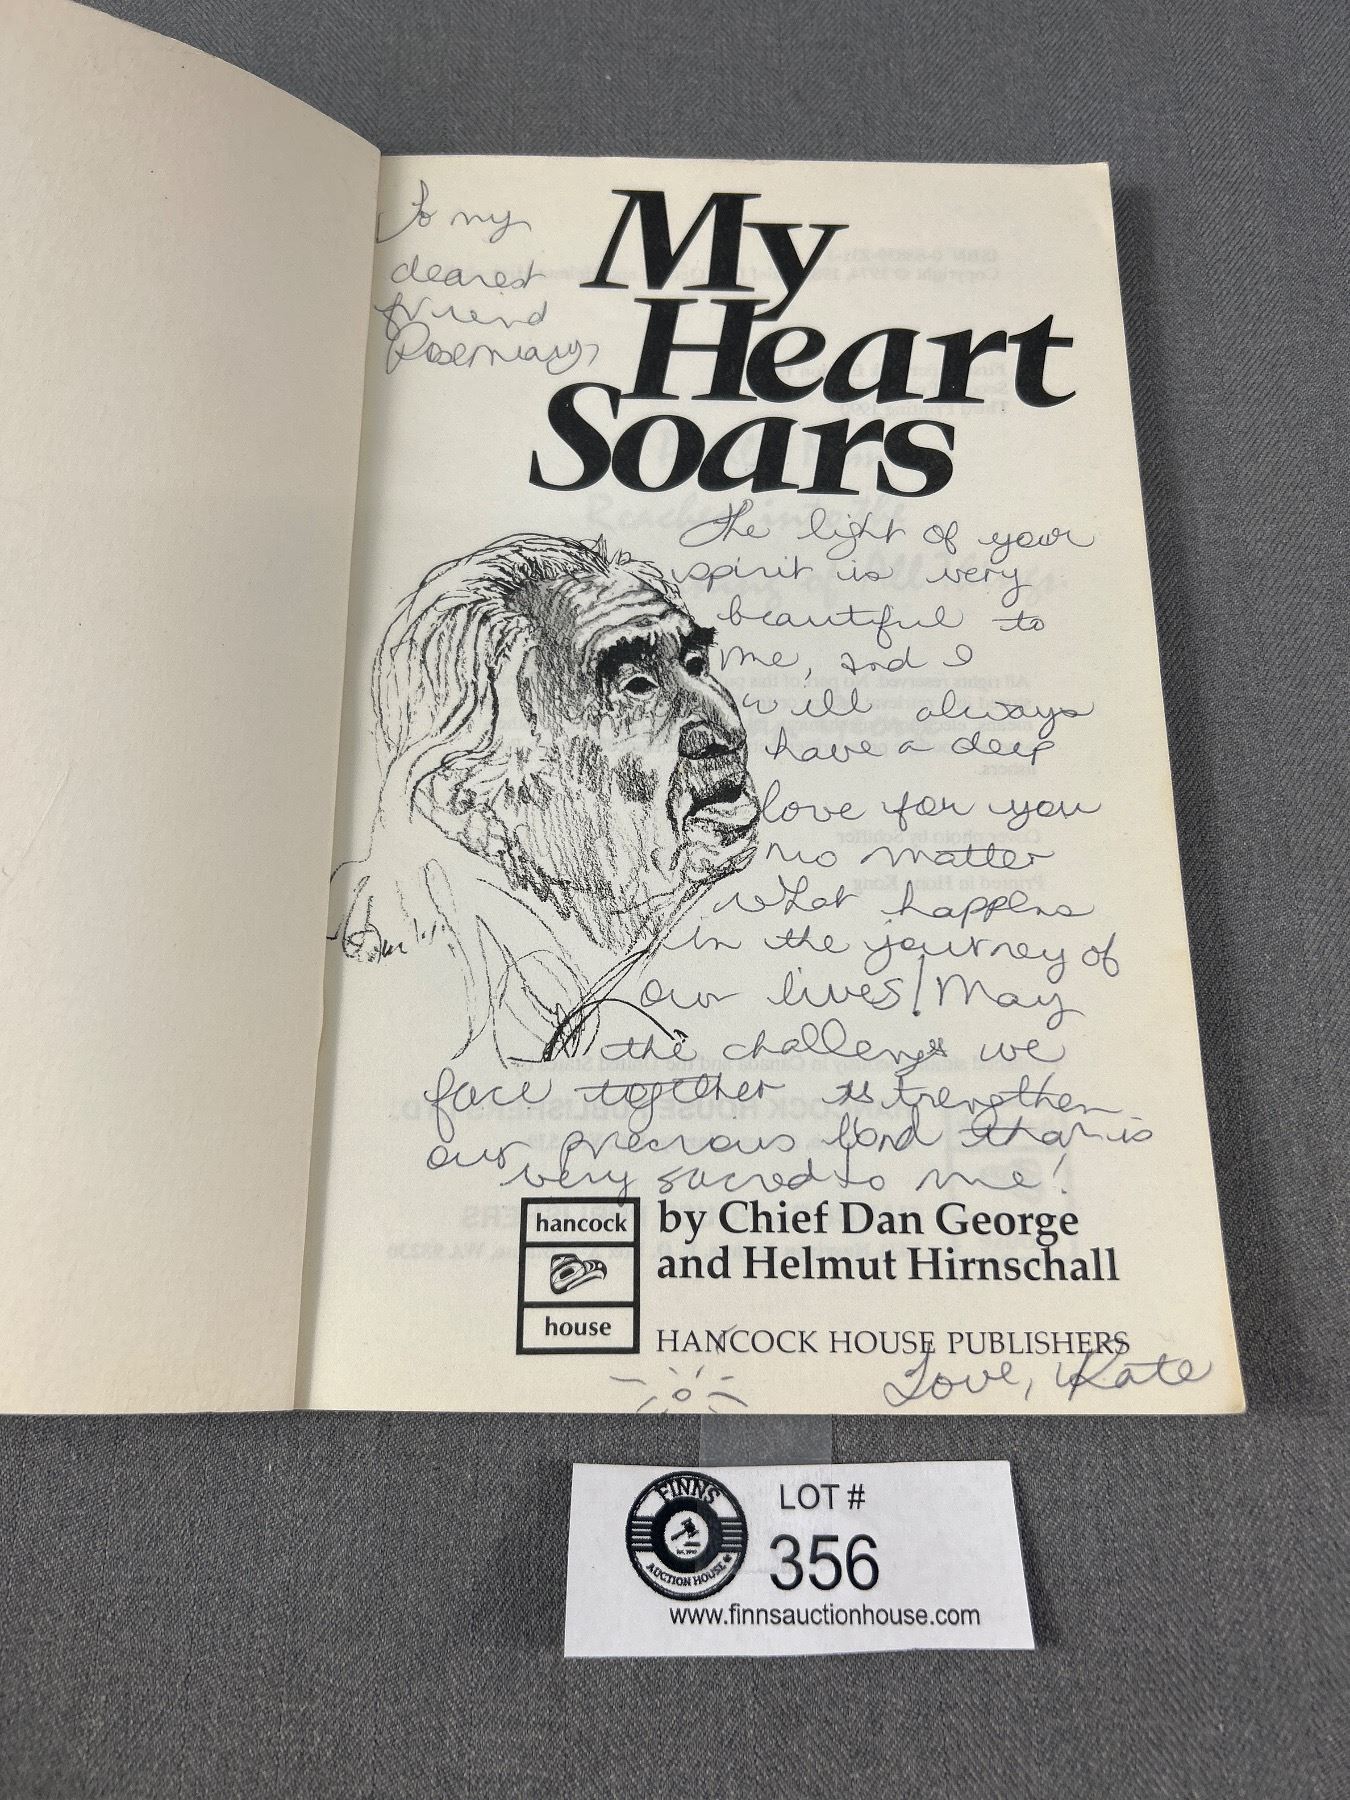 To my
dearest
friend
Rosemary,
My
Heart
Soars
The light of your
spirit is very
beautiful to
me, and I
will always
have a deep
love for you
no matter
what happens
in the journey of
our lives! May
the challenges we
face together strengthen
our precious bond that is
very sacred to me!
hancock
house
by Chief Dan George
and Helmut Hirnschall
HANCOCK HOUSE PUBLISHERS
Love, Kate
FINNS
AUCTION HOUSE
LOT #
356
www.finnsauctionhouse.com